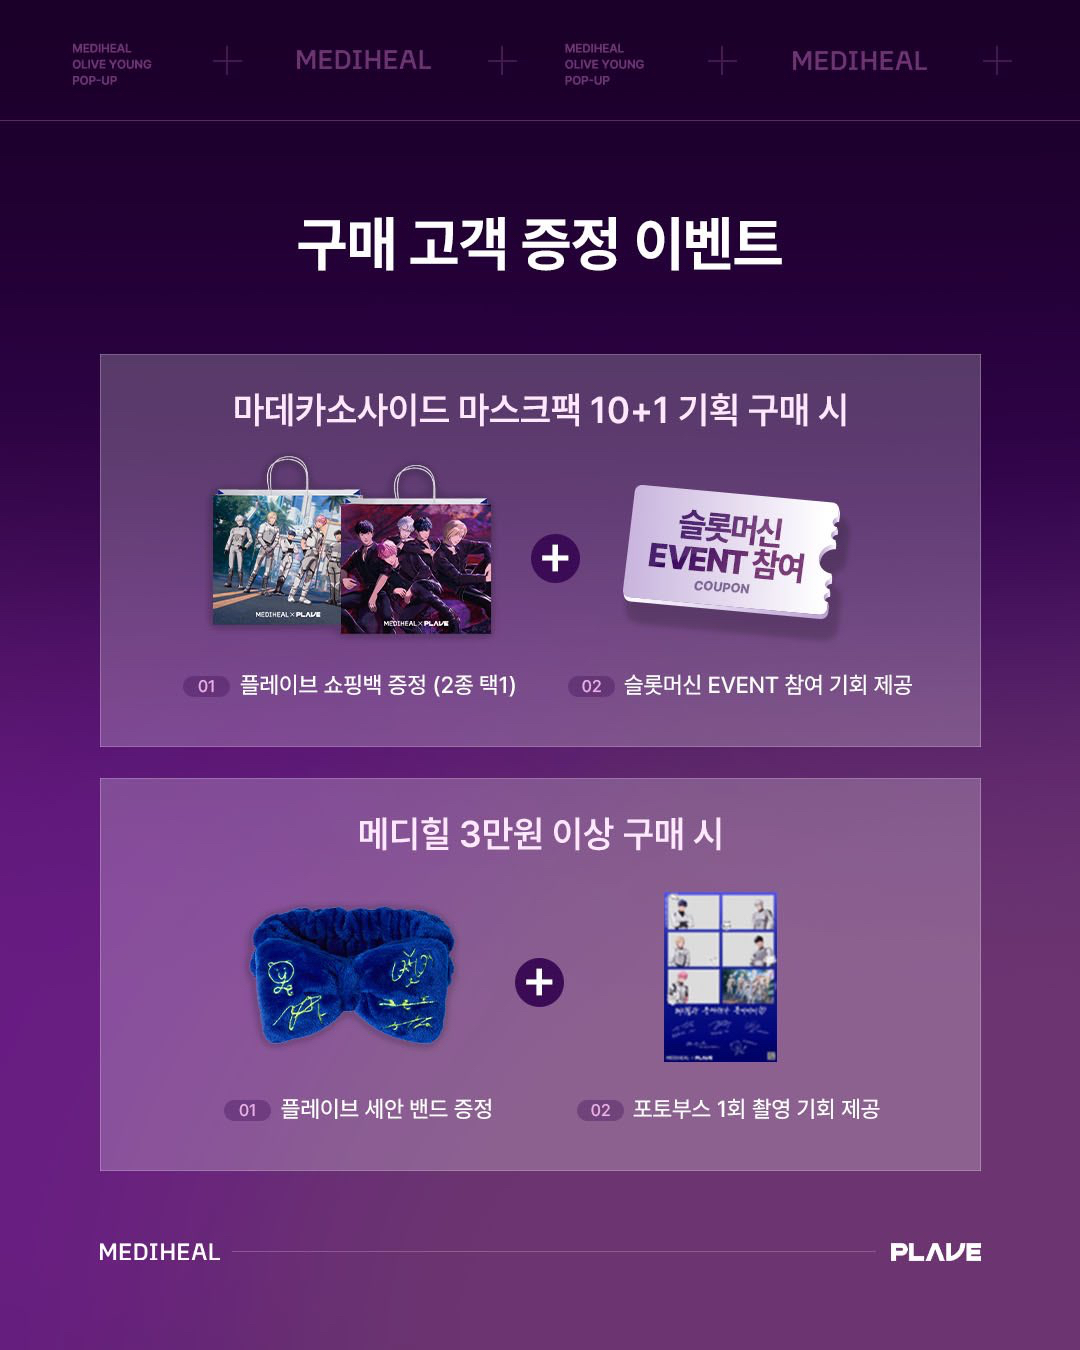 MEDIHEAL
OLIVE YOUNG
POP-UP
MEDIHEAL
MEDIHEAL
OLIVE YOUNG
POP-UP
MEDIHEAL
구매 고객 증정 이벤트
마데카소사이드 마스크팩 10+1 기획 구매 시
MEDIHEAL × PLAVE
MEDIHEAL × PLAVE
슬롯머신
EVENT 참여
COUPON
01 플레이브 쇼핑백 증정 (2종 택1)
02 슬롯머신 EVENT 참여 기회 제공
메디힐 3만원 이상 구매 시
MEDIHEAL × PLAVE
01 플레이브 세안 밴드 증정
02 포토부스 1회 촬영 기회 제공
MEDIHEAL
PLAVE